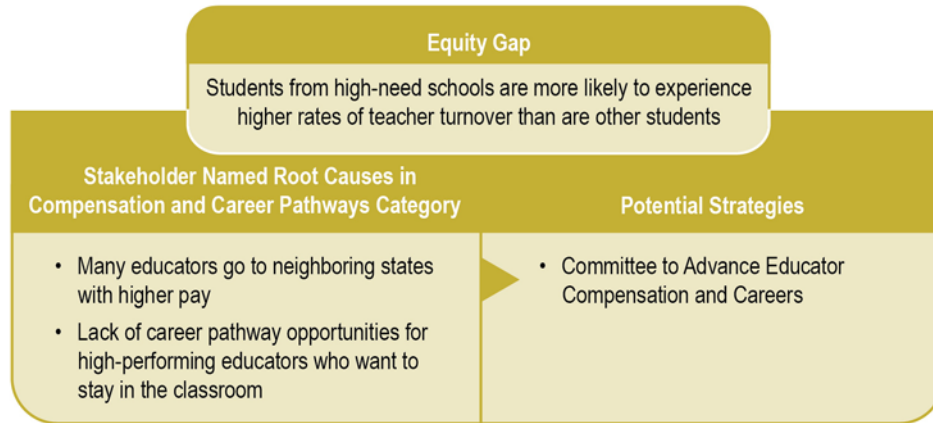 Equity Gap
Students from high-need schools are more likely to experience
higher rates of teacher turnover than are other students
Stakeholder Named Root Causes in
Compensation and Career Pathways Category
• Many educators go to neighboring states
with higher pay
• Lack of career pathway opportunities for
high-performing educators who want to
stay in the classroom
Potential Strategies
• Committee to Advance Educator
Compensation and Careers